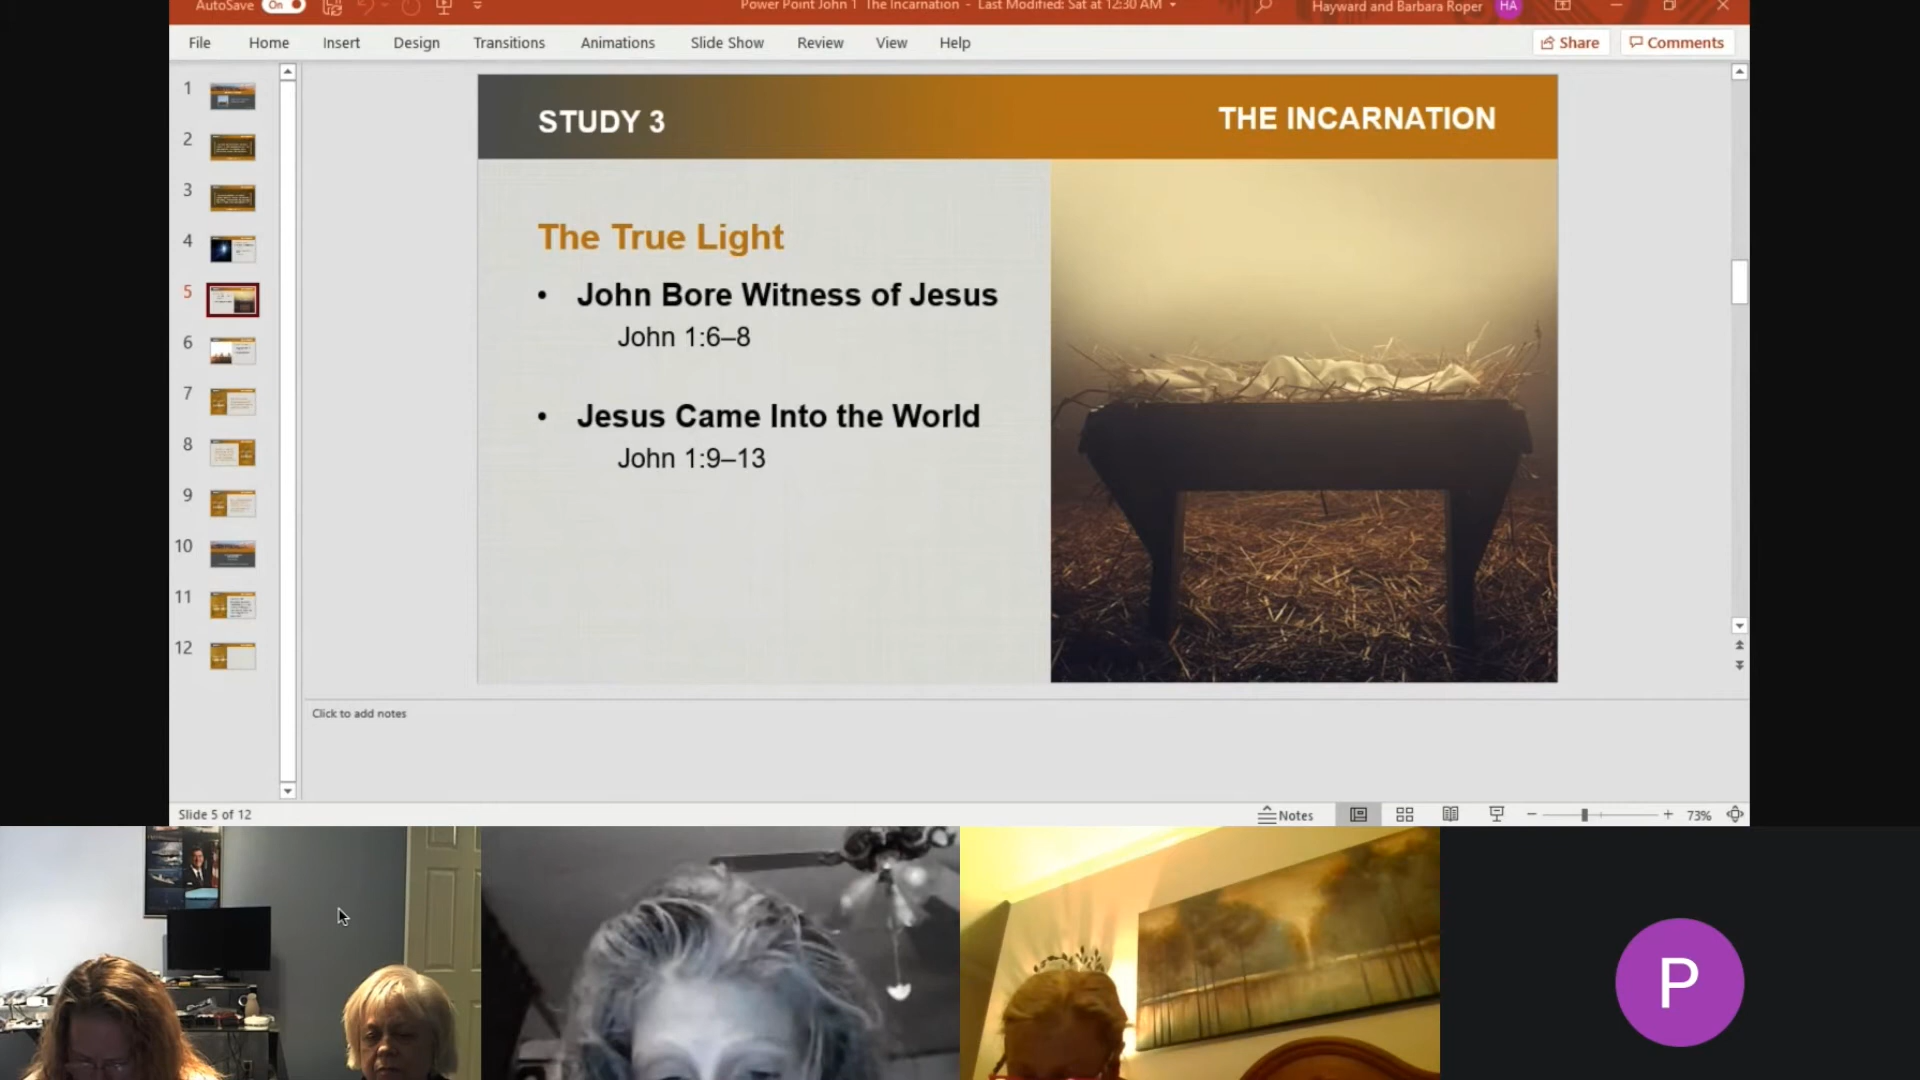 AutoSave On
Power Point John 1 The Incarnation - Last Modified: Sat at 12:30 AM
Hayward and Barbara Roper HA
File Home Insert Design Transitions Animations Slide Show Review View Help
Share Comments
STUDY 3
THE INCARNATION
The True Light
• John Bore Witness of Jesus
John 1:6–8
• Jesus Came Into the World
John 1:9–13
1
2
3
4
5
6
7
8
9
10
11
12
Click to add notes
Slide 5 of 12
Notes
73%
P